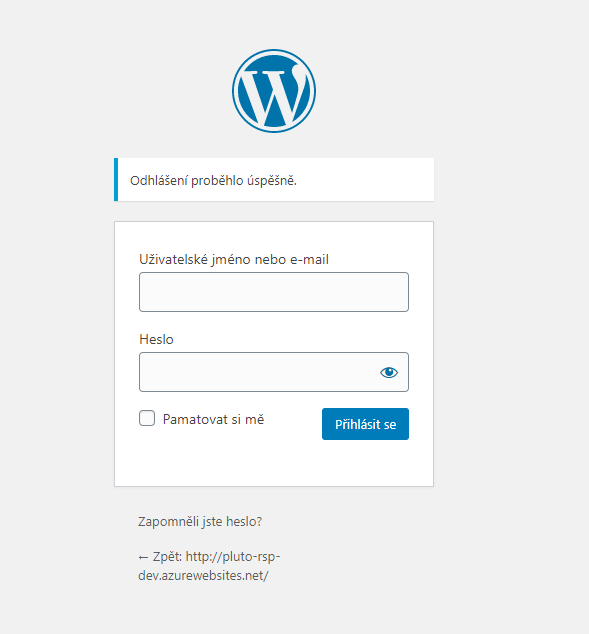 Odhlášení proběhlo úspěšně.
Uživatelské jméno nebo e-mail
Heslo
Pamatovat si mě
Přihlásit se
Zapomněli jste heslo?
← Zpět: http://pluto-rsp-
dev.azurewebsites.net/